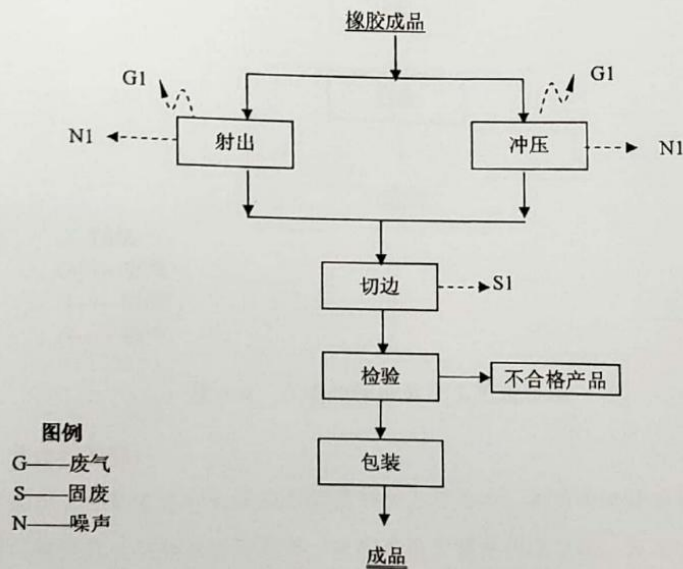 橡胶成品
G1
G1
N1
射出
冲压
N1
切边
S1
检验
不合格产品
包装
图例
G——废气
S——固废
N——噪声
成品